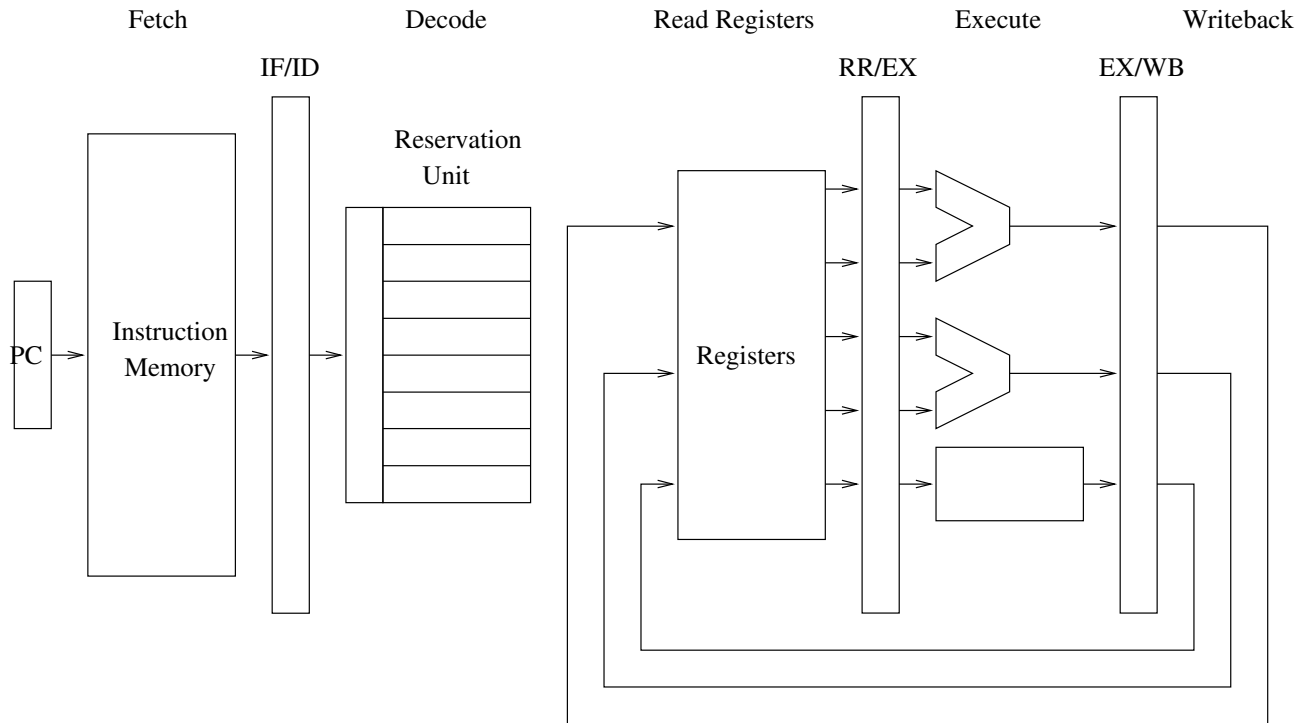 Fetch
Decode
Read Registers
Execute
Writeback
IF/ID
RR/EX
EX/WB
Reservation
Unit
PC
Instruction
Memory
Registers